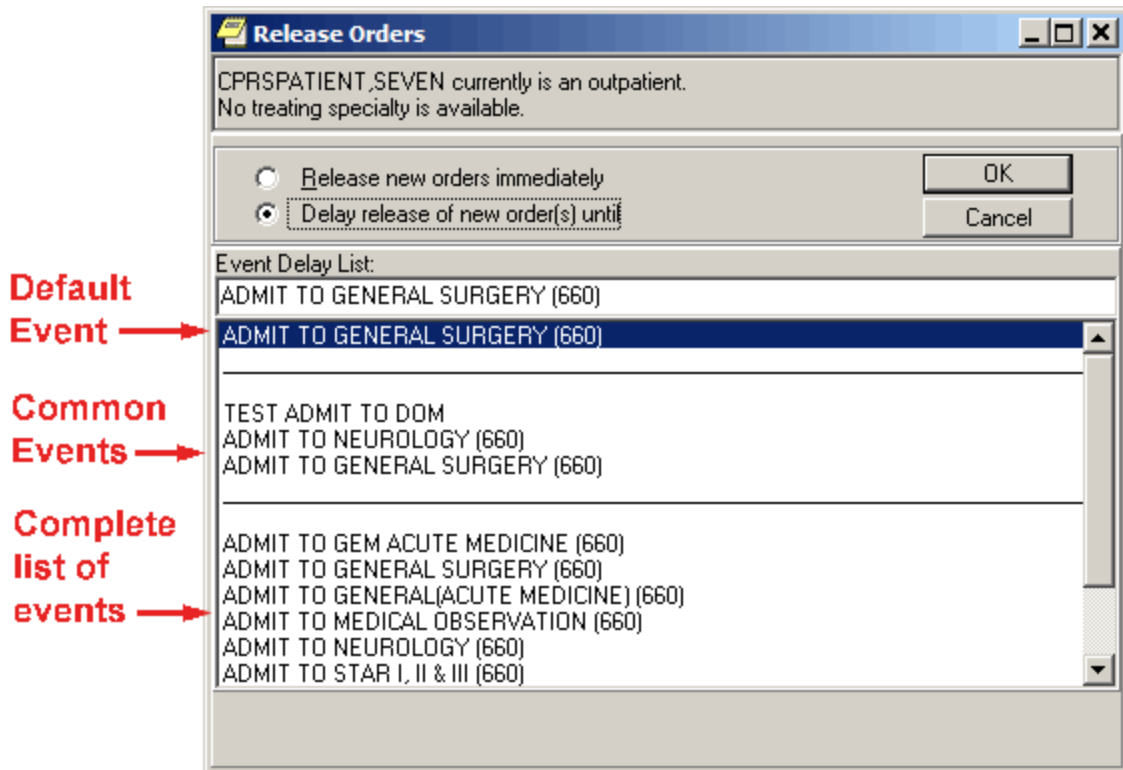 Release Orders
CPRSPATIENT,SEVEN currently is an outpatient.
No treating specialty is available.
Release new orders immediately
OK
Delay release of new order(s) until
Cancel
Event Delay List:
ADMIT TO GENERAL SURGERY (660)
Default
Event
ADMIT TO GENERAL SURGERY (660)
Common
Events
TEST ADMIT TO DOM
ADMIT TO NEUROLOGY (660)
ADMIT TO GENERAL SURGERY (660)
Complete
list of
events
ADMIT TO GEM ACUTE MEDICINE (660)
ADMIT TO GENERAL SURGERY (660)
ADMIT TO GENERAL(ACUTE MEDICINE) (660)
ADMIT TO MEDICAL OBSERVATION (660)
ADMIT TO NEUROLOGY (660)
ADMIT TO STAR I, II & III (660)